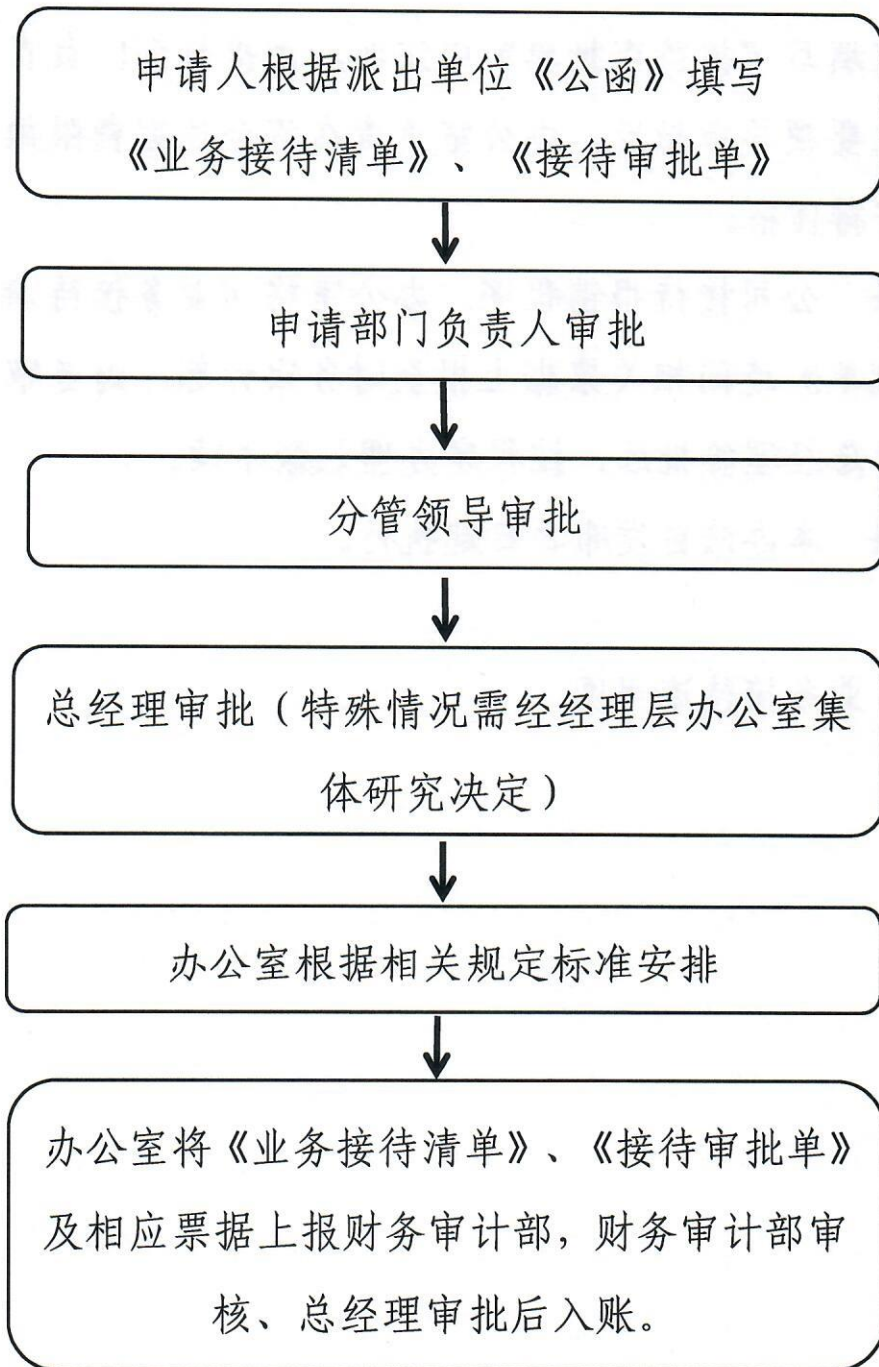 申请人根据派出单位《公函》填写
《业务接待清单》、《接待审批单》
申请部门负责人审批
分管领导审批
总经理审批（特殊情况需经经理层办公室集
体研究决定）
办公室根据相关规定标准安排
办公室将《业务接待清单》、《接待审批单》
及相应票据上报财务审计部，财务审计部审
核、总经理审批后入账。